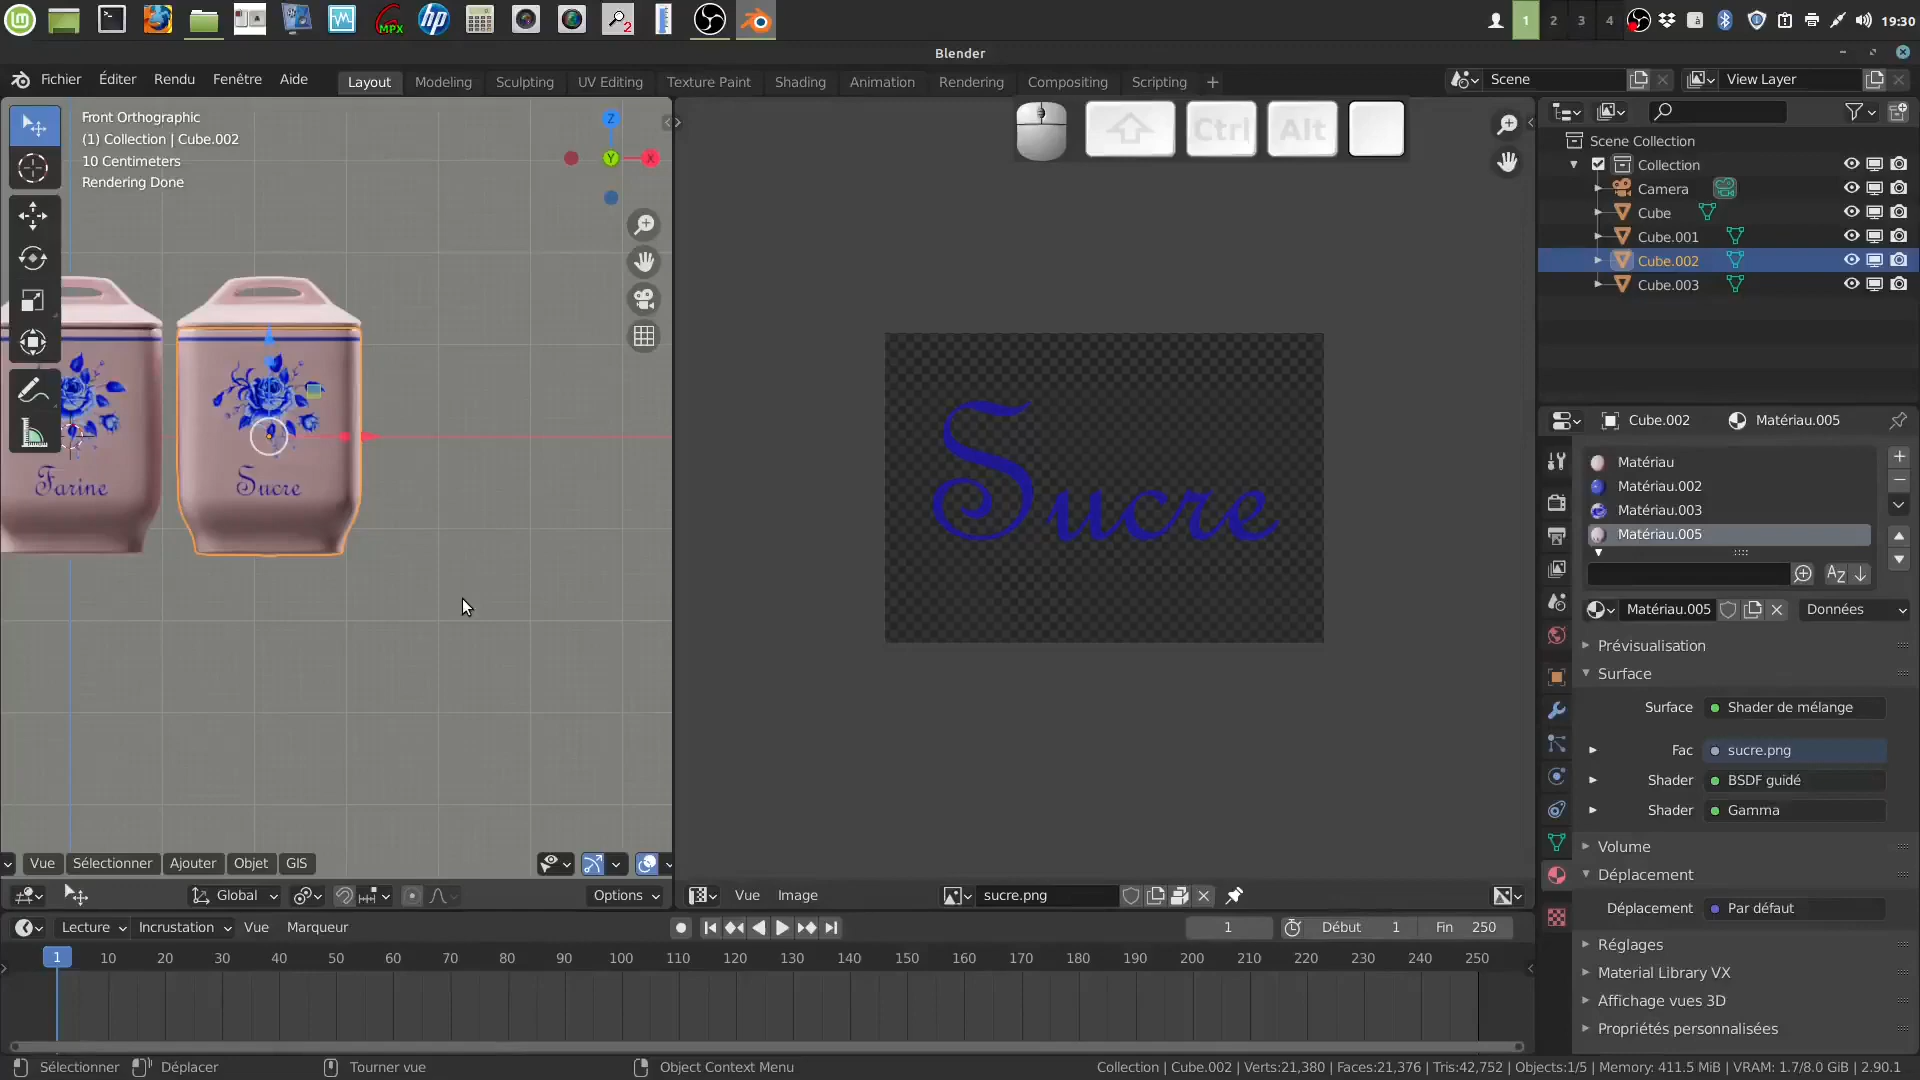 MPX
hp
2
1
2
3
4
à
19:30
Blender
Fichier Éditer Rendu Fenêtre Aide
Layout Modeling Sculpting UV Editing Texture Paint Shading Animation Rendering Compositing Scripting +
Scene
View Layer
Front Orthographic
(1) Collection | Cube.002
10 Centimeters
Rendering Done
Z
Y
X
Ctrl
Alt
Scene Collection
Collection
Camera
Cube
Cube.001
Cube.002
Cube.003
Farine
Sucre
Sucre
Cube.002
Matériau.005
Matériau
Matériau.002
Matériau.003
Matériau.005
AZ
Matériau.005
Données
Prévisualisation
Surface
Surface
Shader de mélange
Fac
sucre.png
Shader
BSDF guidé
Shader
Gamma
Volume
Déplacement
Déplacement
Par défaut
Réglages
Material Library VX
Affichage vues 3D
Propriétés personnalisées
Vue Sélectionner Ajouter Objet GIS
Global
Options
Vue Image
sucre.png
Lecture Incrustation Vue Marqueur
1
Début 1
Fin 250
1 10 20 30 40 50 60 70 80 90 100 110 120 130 140 150 160 170 180 190 200 210 220 230 240 250
Sélectionner
Déplacer
Tourner vue
Object Context Menu
Collection | Cube.002 | Verts:21,380 | Faces:21,376 | Tris:42,752 | Objects:1/5 | Memory: 411.5 MiB | VRAM: 1.7/8.0 GiB | 2.90.1